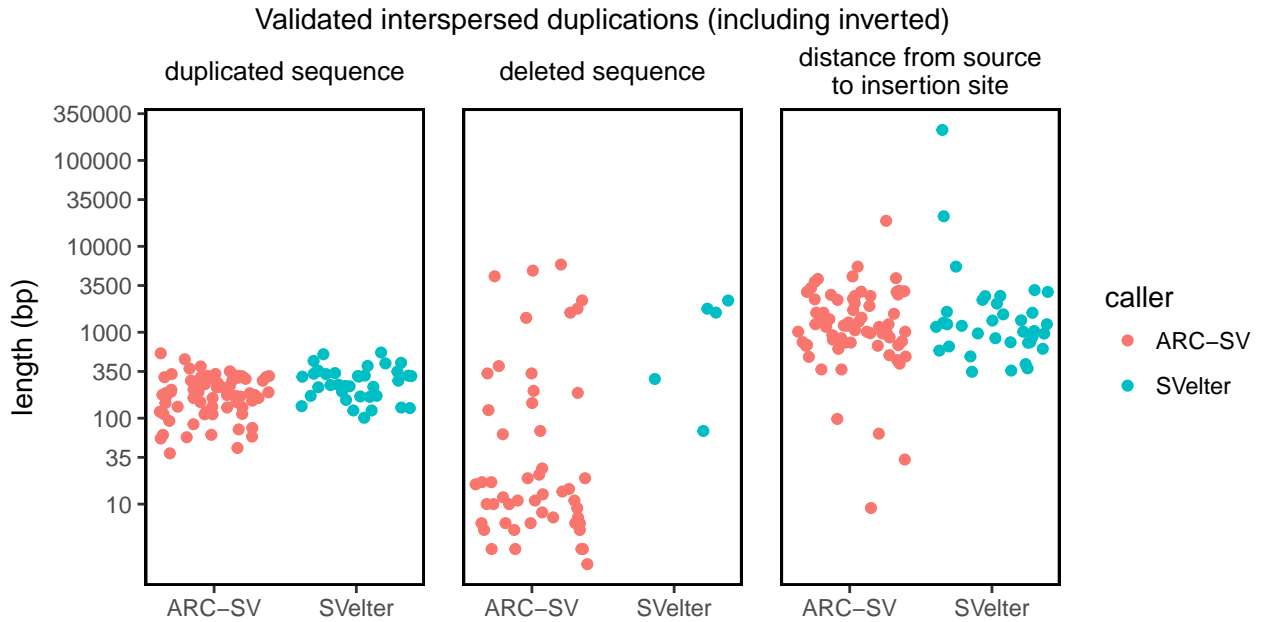 Validated interspersed duplications (including inverted)
duplicated sequence
deleted sequence
distance from source
to insertion site
length (bp)
350000
100000
35000
10000
3500
1000
350
100
35
10
ARC−SV
SVelter
ARC−SV
SVelter
ARC−SV
SVelter
caller
ARC−SV
SVelter